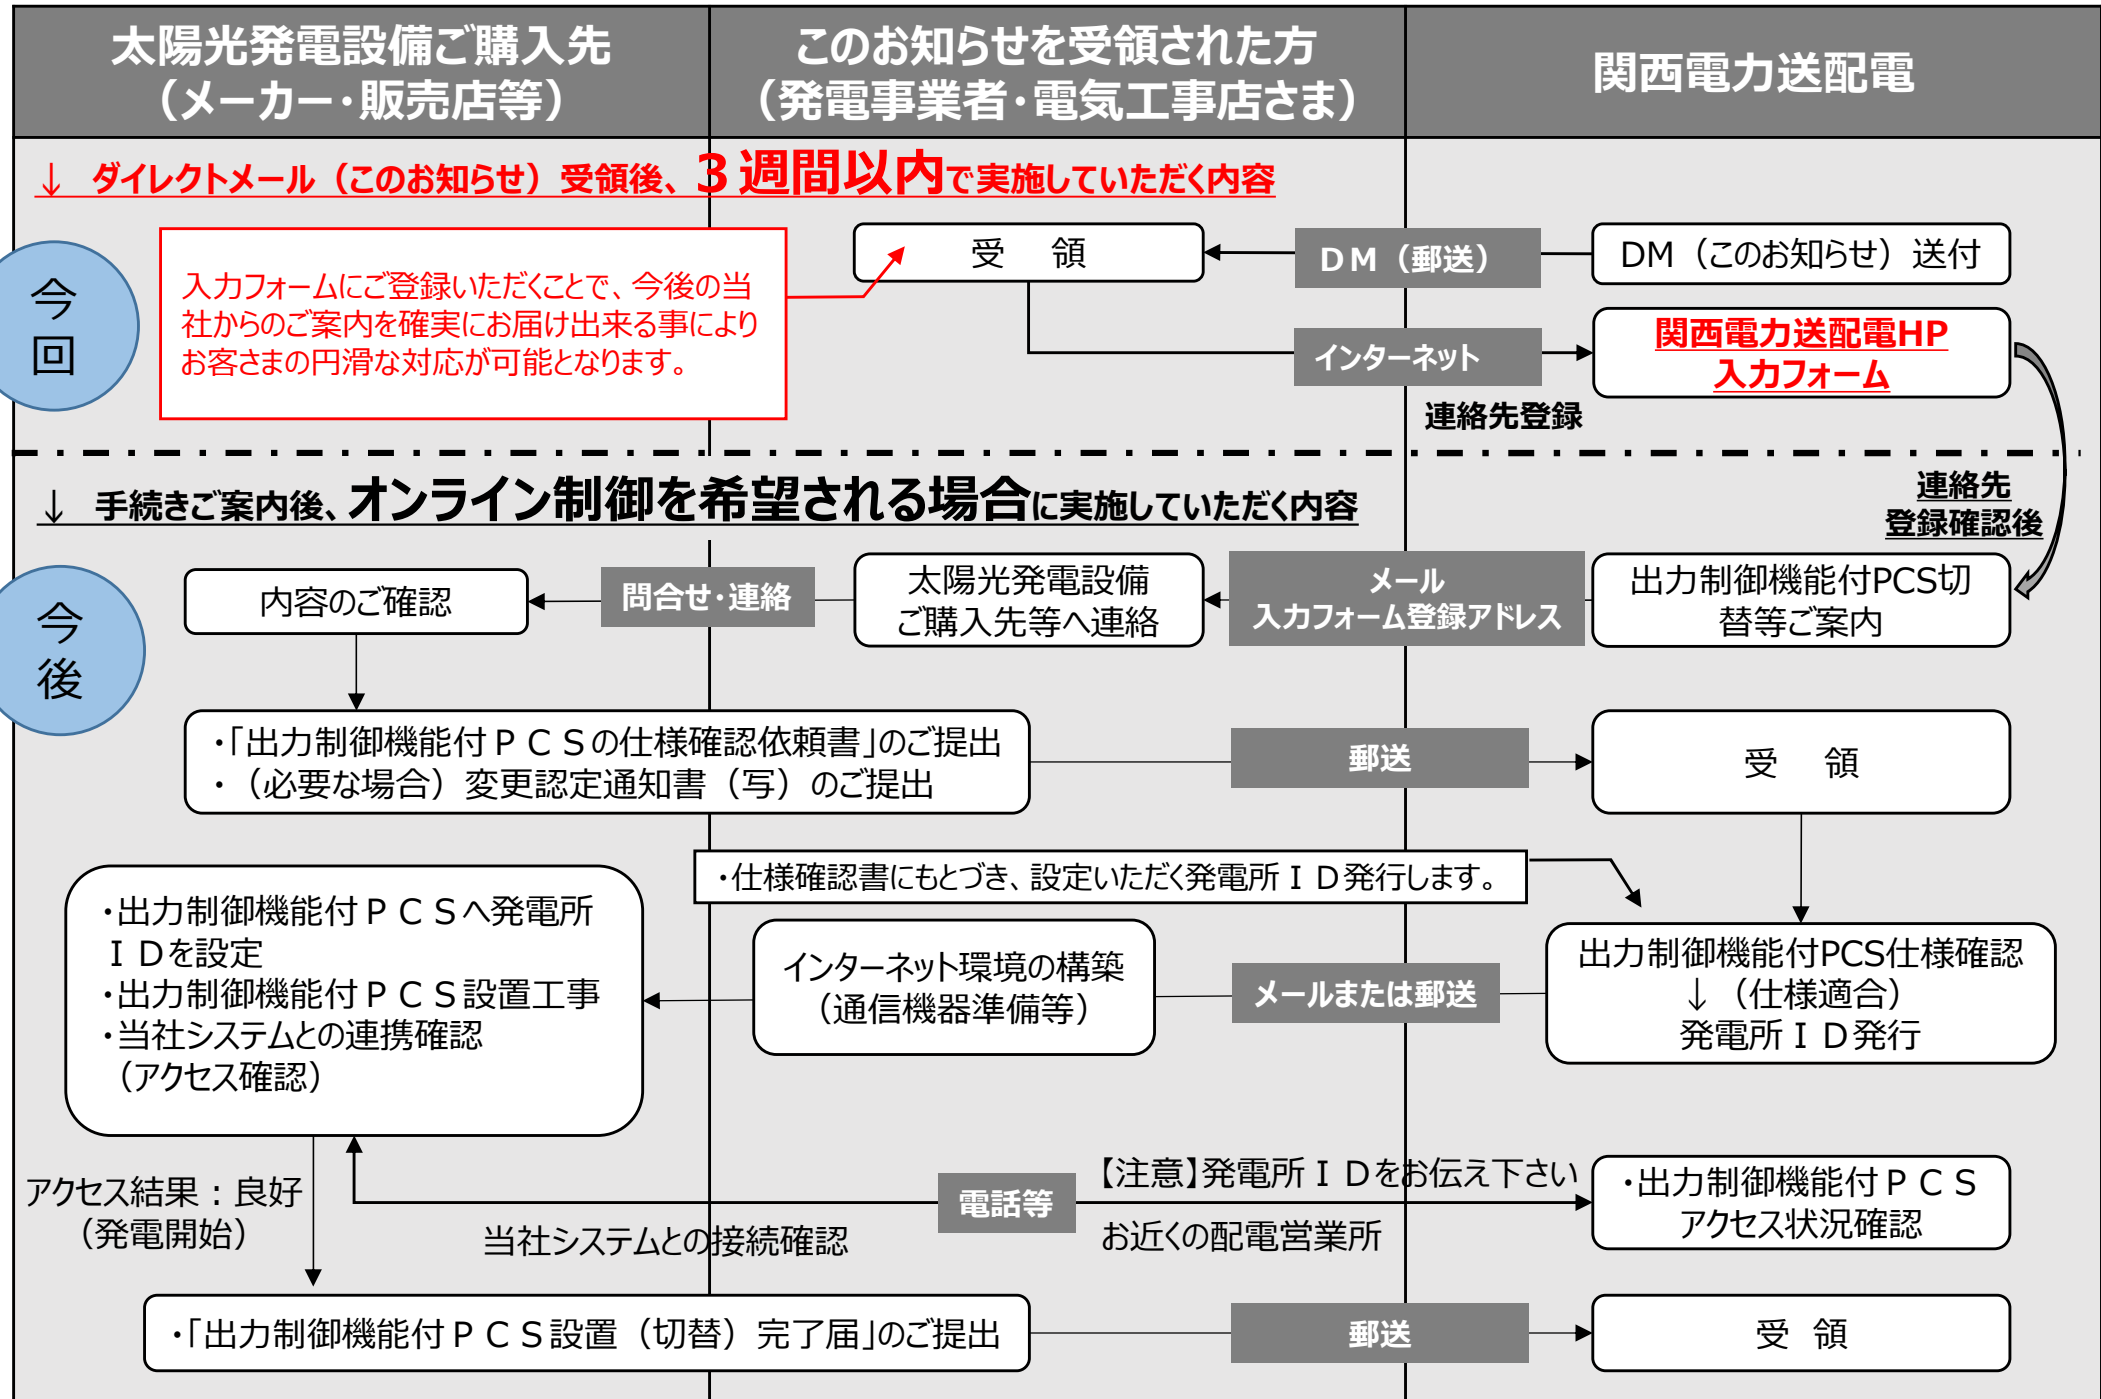 太陽光発電設備ご購入先
（メーカー・販売店等）
このお知らせを受領された方
（発電事業者・電気工事店さま）
関西電力送配電
↓ ダイレクトメール（このお知らせ）受領後、３週間以内で実施していただく内容
今
回
入力フォームにご登録いただくことで、今後の当
社からのご案内を確実にお届け出来る事により
お客さまの円滑な対応が可能となります。
受　領
ＤＭ（郵送）
DM（このお知らせ）送付
インターネット
関西電力送配電HP
入力フォーム
連絡先登録
↓ 手続きご案内後、オンライン制御を希望される場合に実施していただく内容
連絡先
登録確認後
今
後
内容のご確認
問合せ・連絡
太陽光発電設備
ご購入先等へ連絡
メール
入力フォーム登録アドレス
出力制御機能付PCS切
替等ご案内
・「出力制御機能付ＰＣＳの仕様確認依頼書」のご提出
・（必要な場合）変更認定通知書（写）のご提出
郵送
受　領
・仕様確認書にもとづき、設定いただく発電所ＩＤ発行します。
・出力制御機能付ＰＣＳへ発電所
ＩＤを設定
・出力制御機能付ＰＣＳ設置工事
・当社システムとの連携確認
（アクセス確認）
インターネット環境の構築
（通信機器準備等）
メールまたは郵送
出力制御機能付PCS仕様確認
↓（仕様適合）
発電所ＩＤ発行
アクセス結果：良好
（発電開始）
当社システムとの接続確認
電話等
【注意】発電所ＩＤをお伝え下さい
お近くの配電営業所
・出力制御機能付ＰＣＳ
アクセス状況確認
・「出力制御機能付ＰＣＳ設置（切替）完了届」のご提出
郵送
受 領